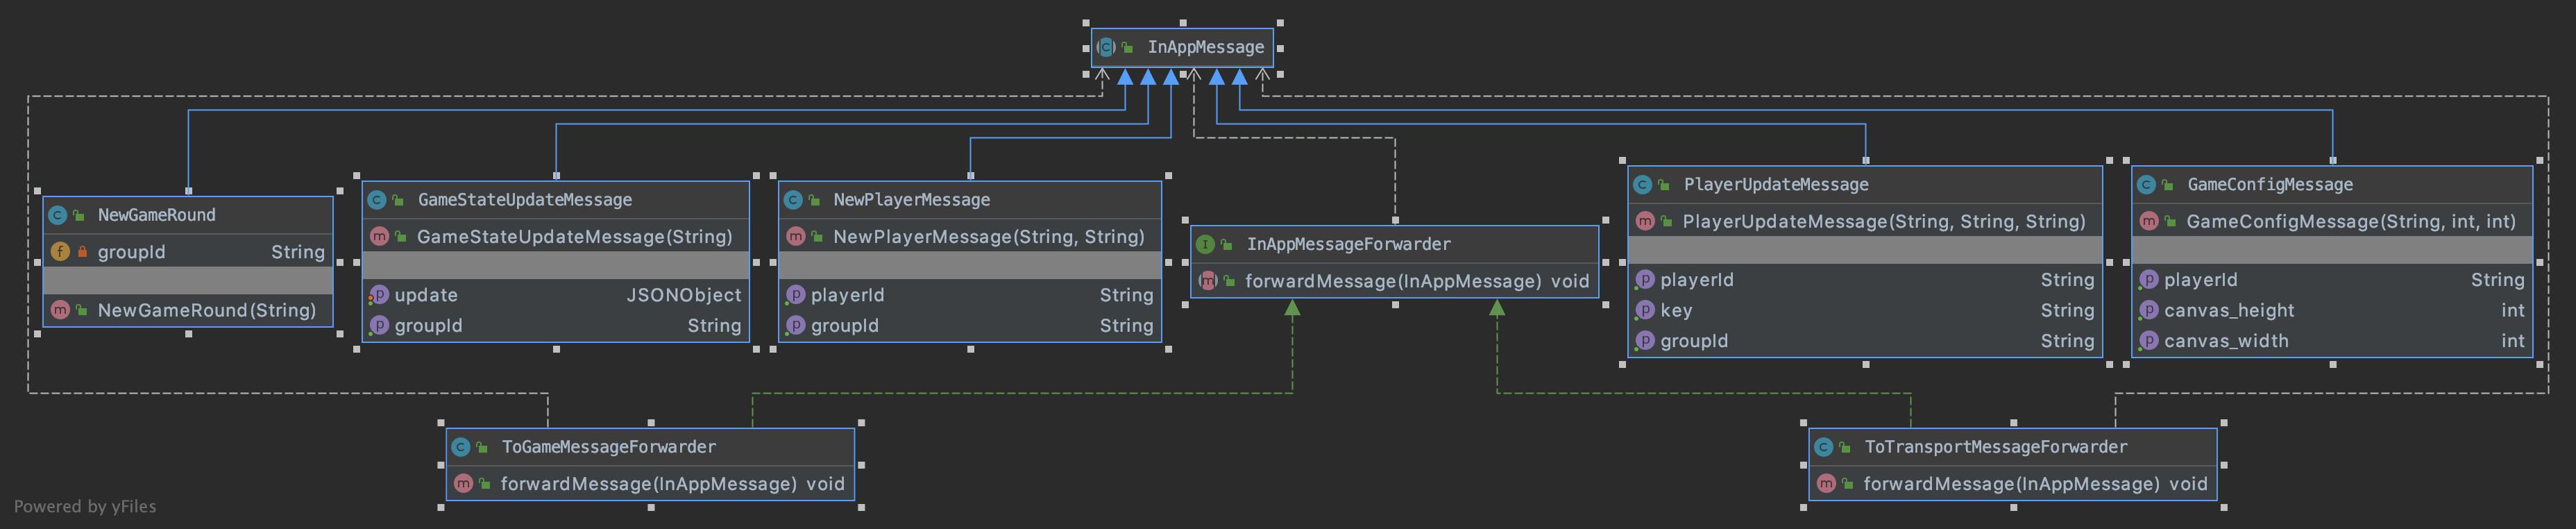 InAppMessage
NewGameRound
groupId String
NewGameRound(String)
GameStateUpdateMessage
GameStateUpdateMessage(String)
update JSONObject
groupId String
NewPlayerMessage
NewPlayerMessage(String, String)
playerId String
groupId String
InAppMessageForwarder
forwardMessage(InAppMessage) void
PlayerUpdateMessage
PlayerUpdateMessage(String, String, String)
playerId String
key String
groupId String
GameConfigMessage
GameConfigMessage(String, int, int)
playerId String
canvas_height int
canvas_width int
ToGameMessageForwarder
forwardMessage(InAppMessage) void
ToTransportMessageForwarder
forwardMessage(InAppMessage) void
Powered by yFiles